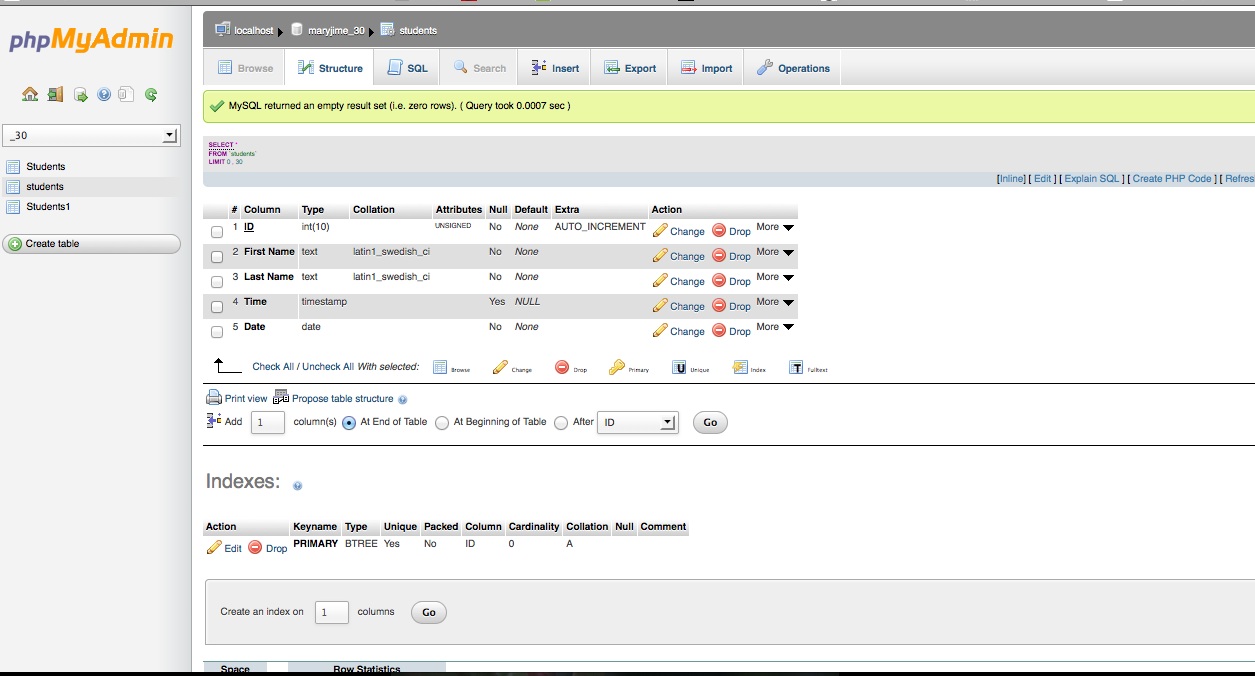 phpMyAdmin
_30
Students
students
Students1
Create table
localhost maryjime_30 students
Browse Structure SQL Search Insert Export Import Operations
MySQL returned an empty result set (i.e. zero rows). ( Query took 0.0007 sec )
SELECT *
FROM `students`
LIMIT 0 , 30
[Inline] [ Edit ] [ Explain SQL ] [ Create PHP Code ] [ Refres
# Column Type Collation Attributes Null Default Extra Action
1 ID int(10) UNSIGNED No None AUTO_INCREMENT Change Drop More
2 First Name text latin1_swedish_ci No None Change Drop More
3 Last Name text latin1_swedish_ci No None Change Drop More
4 Time timestamp Yes NULL Change Drop More
5 Date date No None Change Drop More
Check All / Uncheck All With selected: Browse Change Drop Primary Unique Index Fulltext
Print view Propose table structure
Add 1 column(s) At End of Table At Beginning of Table After ID Go
Indexes:
Action Keyname Type Unique Packed Column Cardinality Collation Null Comment
Edit Drop PRIMARY BTREE Yes No ID 0 A
Create an index on 1 columns Go
Space Row Statistics